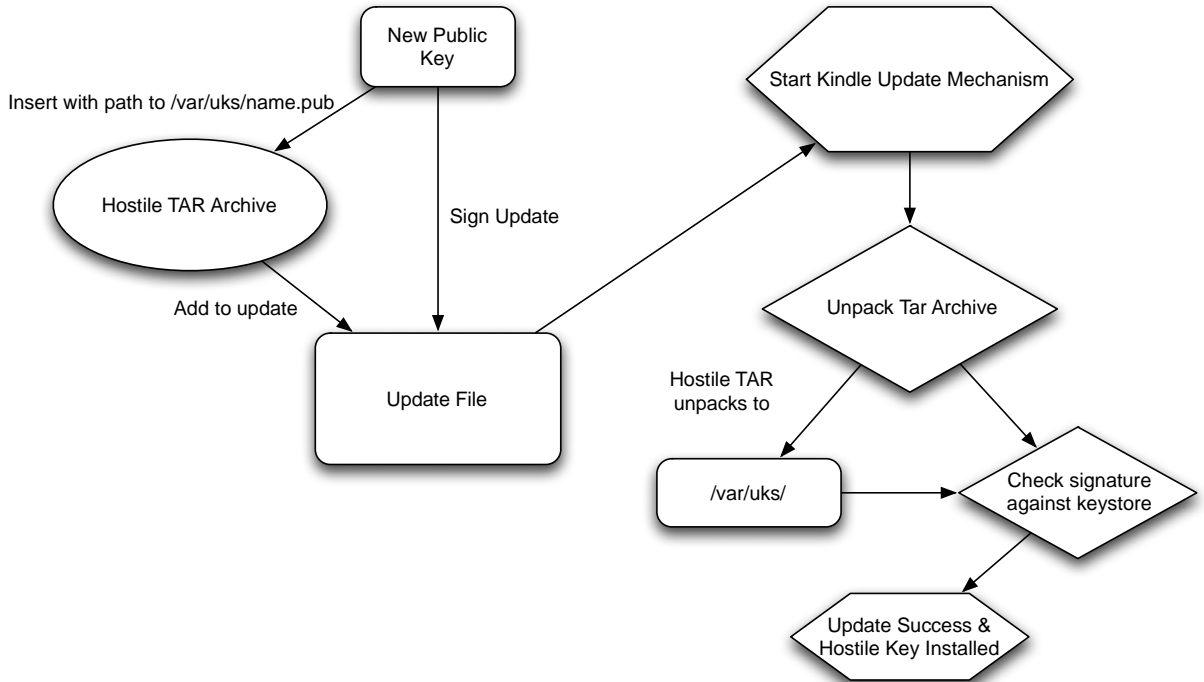 New Public
Key
Start Kindle Update Mechanism
Insert with path to /var/uks/name.pub
Hostile TAR Archive
Sign Update
Add to update
Unpack Tar Archive
Update File
Hostile TAR
unpacks to
/var/uks/
Check signature
against keystore
Update Success &
Hostile Key Installed